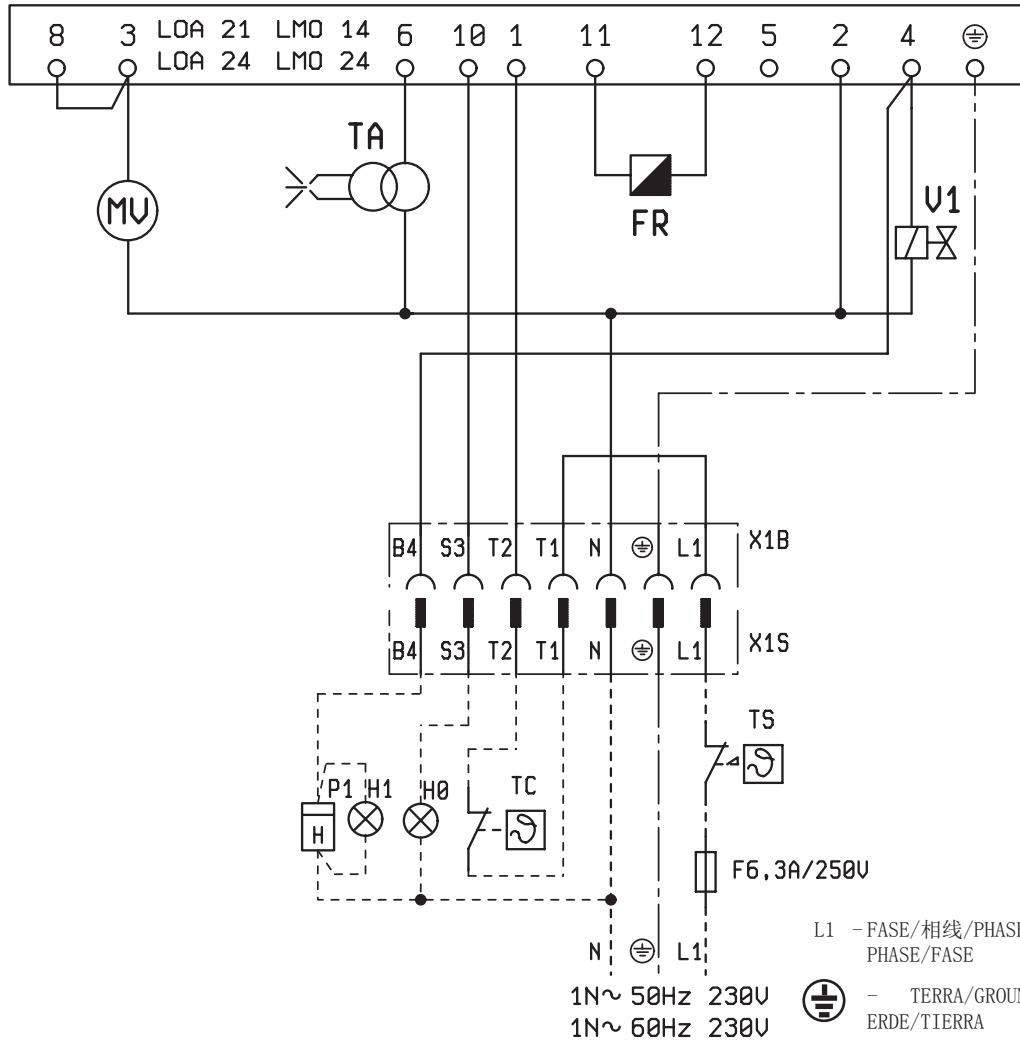 8 3 LOA 21 LMO 14 6 10 1 11 12 5 2 4
LOA 24 LMO 24
TA
MV
FR
V1
B4 S3 T2 T1 N L1 X1B
B4 S3 T2 T1 N L1 X1S
TS
P1 H1 H0 TC
H
F6,3A/250V
N L1
1N~ 50Hz 230V
1N~ 60Hz 230V
L1 -FASE/相线/PHASE
PHASE/FASE
- TERRA/GROUN
ERDE/TIERRA